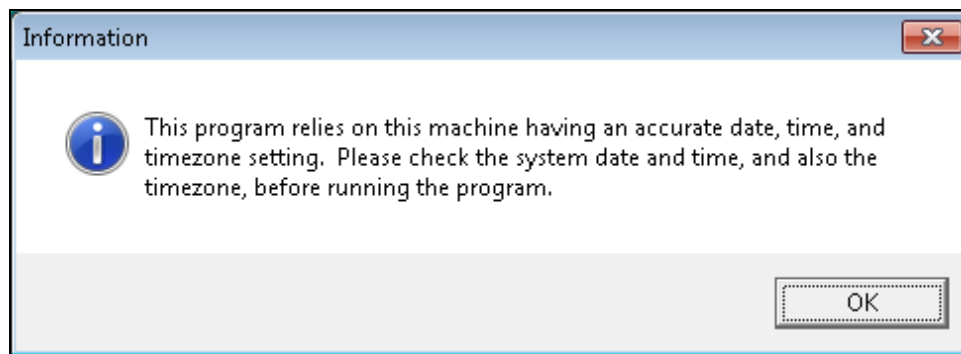 Information
This program relies on this machine having an accurate date, time, and
timezone setting.  Please check the system date and time, and also the
timezone, before running the program.
OK